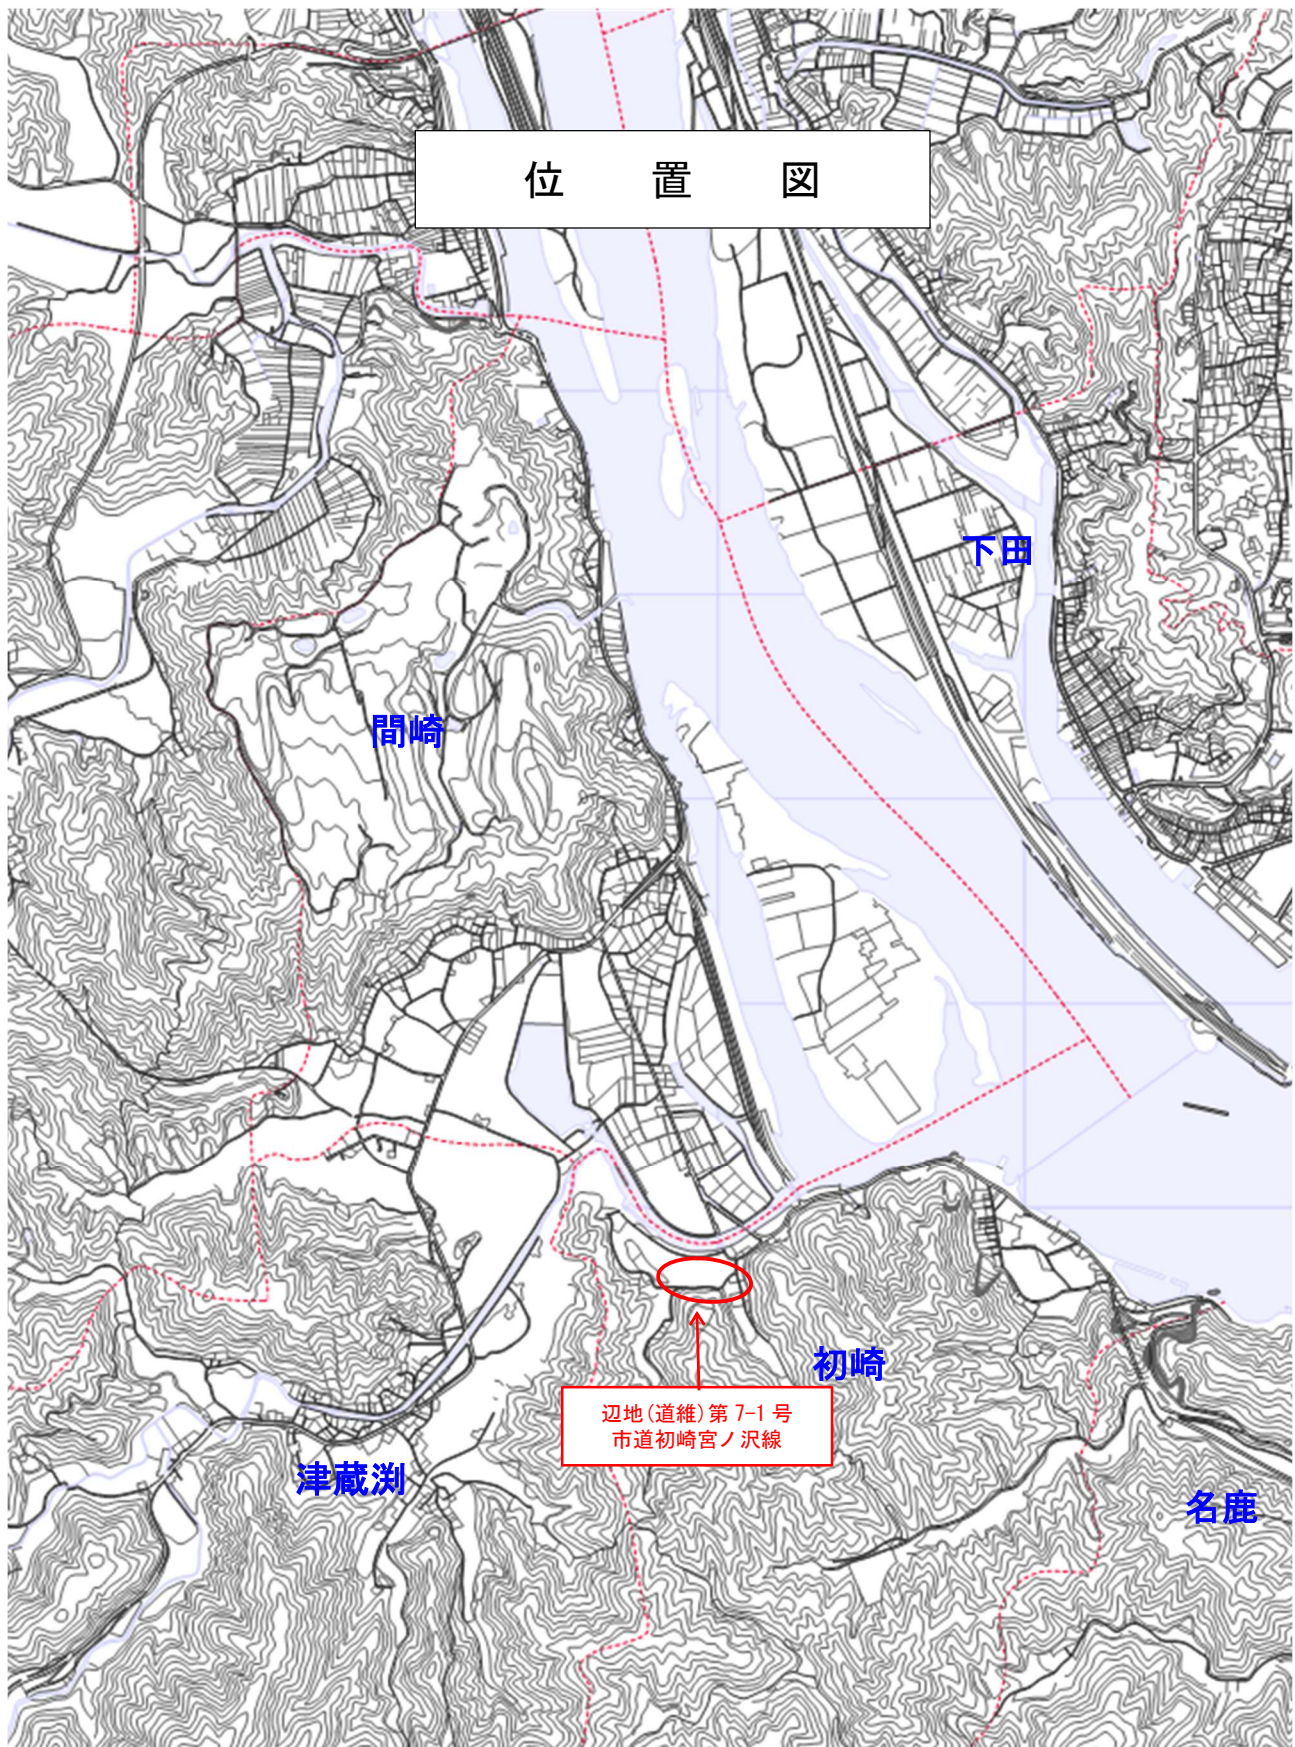 位 置 図
下田
間崎
初崎
辺地(道維)第 7-1 号
市道初崎宮ノ沢線
津蔵渕
名鹿